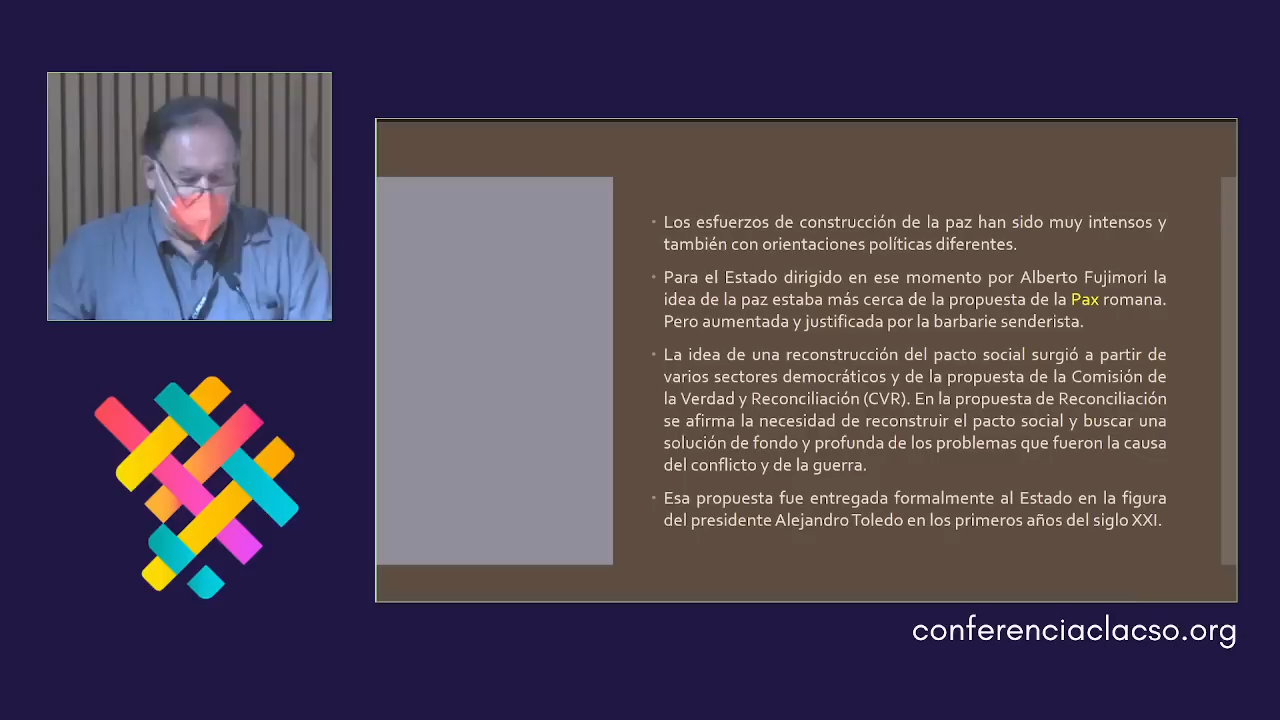 • Los esfuerzos de construcción de la paz han sido muy intensos y
también con orientaciones políticas diferentes.
• Para el Estado dirigido en ese momento por Alberto Fujimori la
idea de la paz estaba más cerca de la propuesta de la Pax romana.
Pero aumentada y justificada por la barbarie senderista.
• La idea de una reconstrucción del pacto social surgió a partir de
varios sectores democráticos y de la propuesta de la Comisión de
la Verdad y Reconciliación (CVR). En la propuesta de Reconciliación
se afirma la necesidad de reconstruir el pacto social y buscar una
solución de fondo y profunda de los problemas que fueron la causa
del conflicto y de la guerra.
• Esa propuesta fue entregada formalmente al Estado en la figura
del presidente Alejandro Toledo en los primeros años del siglo XXI.
conferenciaclacso.org